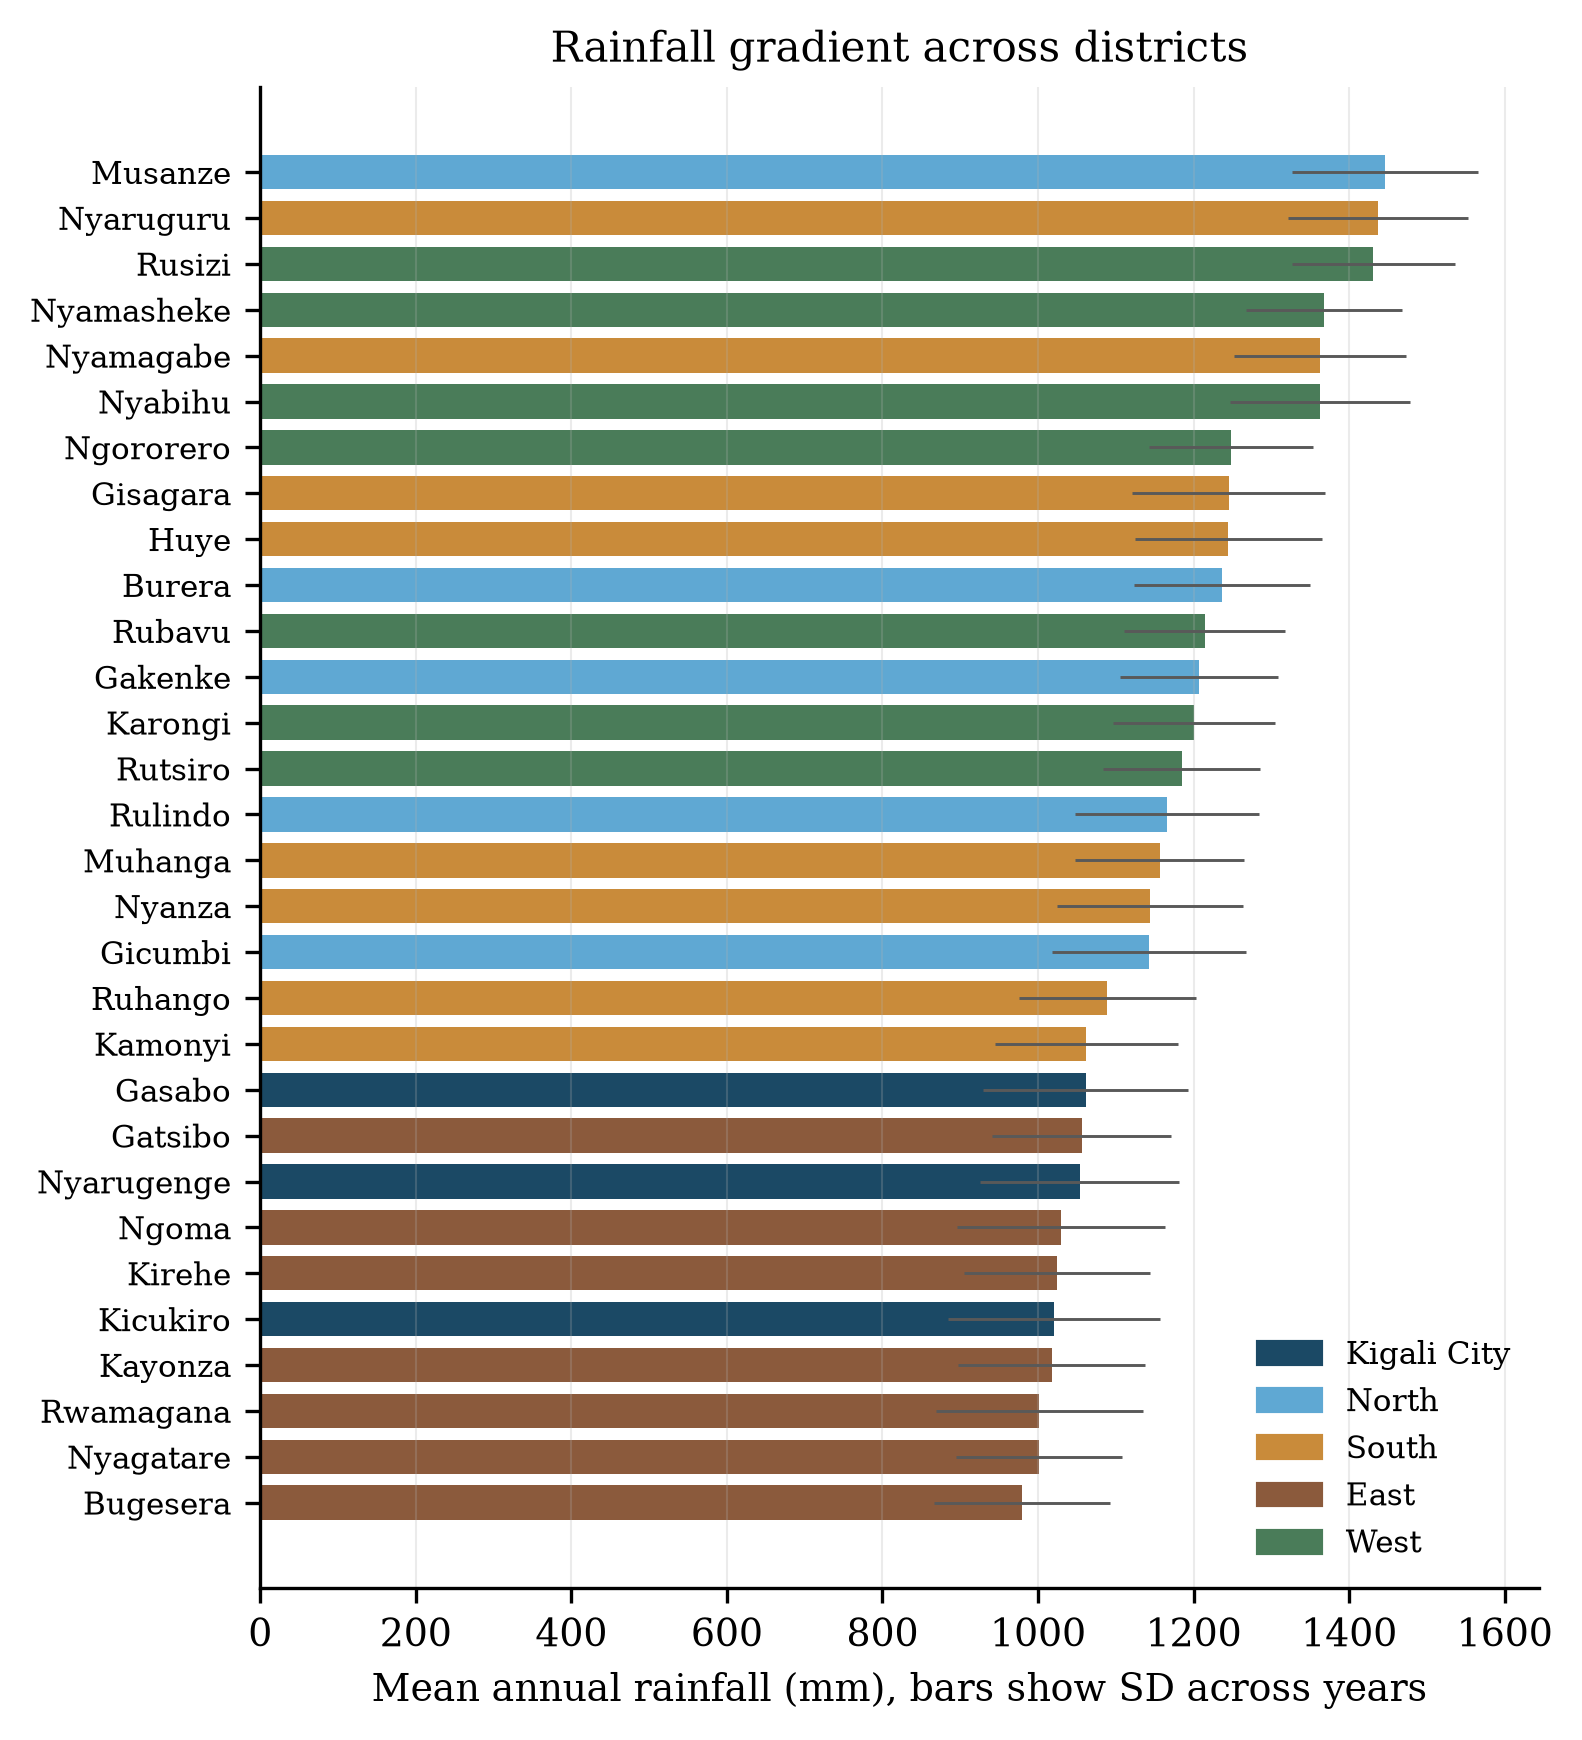 Rainfall gradient across districts
Musanze
Nyaruguru
Rusizi
Nyamasheke
Nyamagabe
Nyabihu
Ngororero
Gisagara
Huye
Burera
Rubavu
Gakenke
Karongi
Rutsiro
Rulindo
Muhanga
Nyanza
Gicumbi
Ruhango
Kamonyi
Gasabo
Gatsibo
Nyarugenge
Ngoma
Kirehe
Kicukiro
Kayonza
Rwamagana
Nyagatare
Bugesera
Kigali City
North
South
East
West
0 200 400 600 800 1000 1200 1400 1600
Mean annual rainfall (mm), bars show SD across years